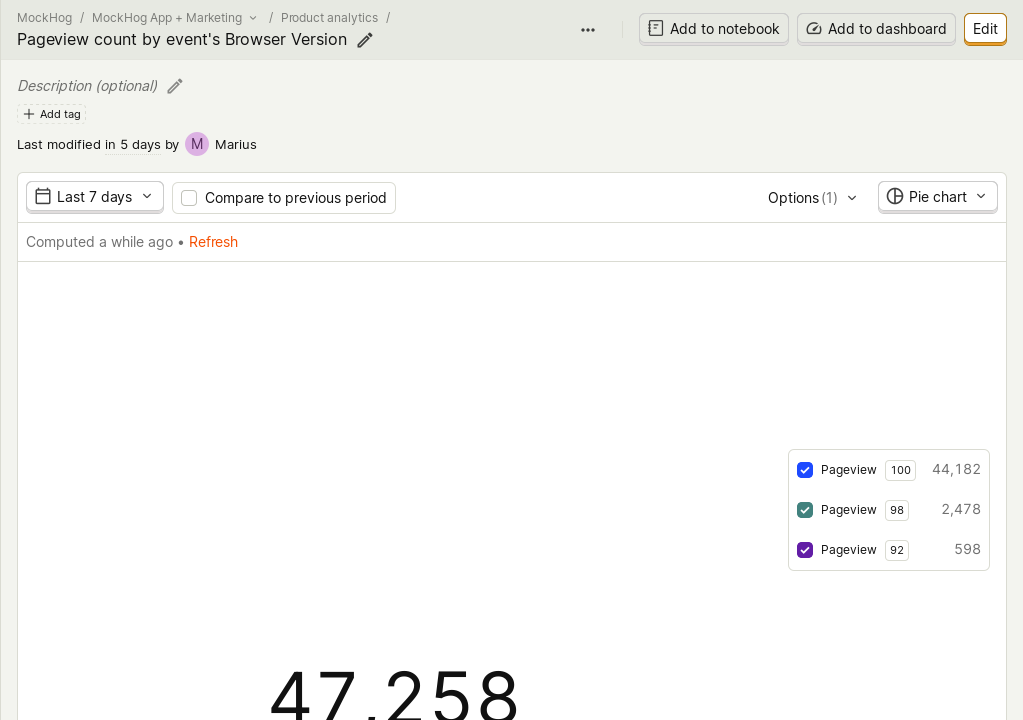 MockHog / MockHog App + Marketing / Product analytics /
Pageview count by event's Browser Version
Add to notebook
Add to dashboard
Edit
Description (optional)
Add tag
Last modified in 5 days by M Marius
Last 7 days
Compare to previous period
Options (1)
Pie chart
Computed a while ago • Refresh
Pageview 100 44,182
Pageview 98 2,478
Pageview 92 598
47,258